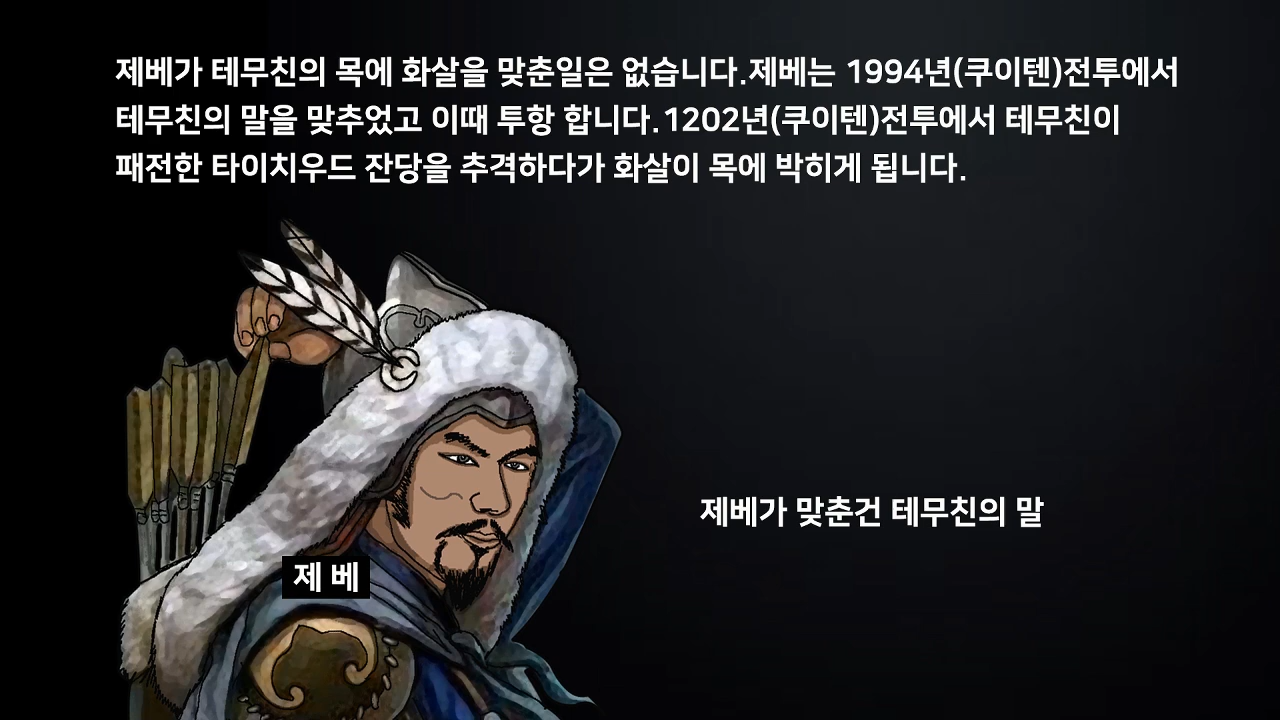 제베가 테무친의 목에 화살을 맞춘일은 없습니다.제베는 1994년(쿠이텐)전투에서
테무친의 말을 맞추었고 이때 투항 합니다.1202년(쿠이텐)전투에서 테무친이
패전한 타이치우드 잔당을 추격하다가 화살이 목에 박히게 됩니다.
제베가 맞춘건 테무친의 말
제 베